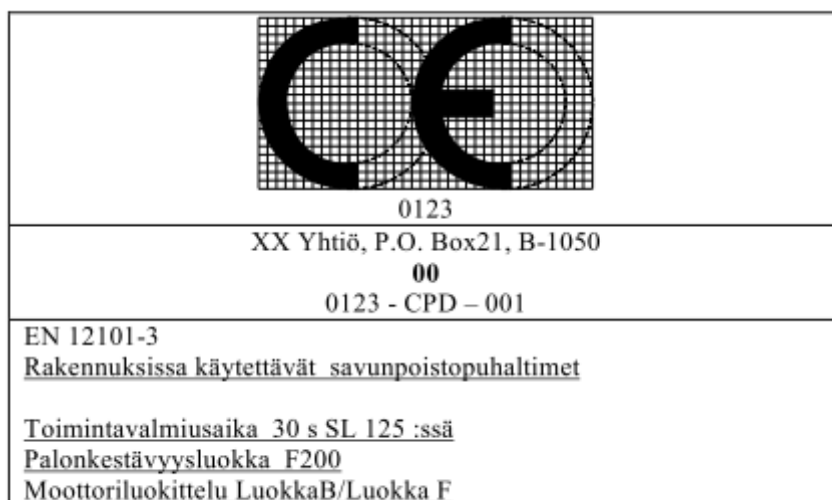 CE
0123
XX Yhtiö, P.O. Box21, B-1050
00
0123 - CPD – 001
EN 12101-3
Rakennuksissa käytettävät savunpoistopuhaltimet
Toimintavalmiusaika 30 s SL 125 :ssä
Palonkestävyysluokka F200
Moottoriluokittelu LuokkaB/Luokka F